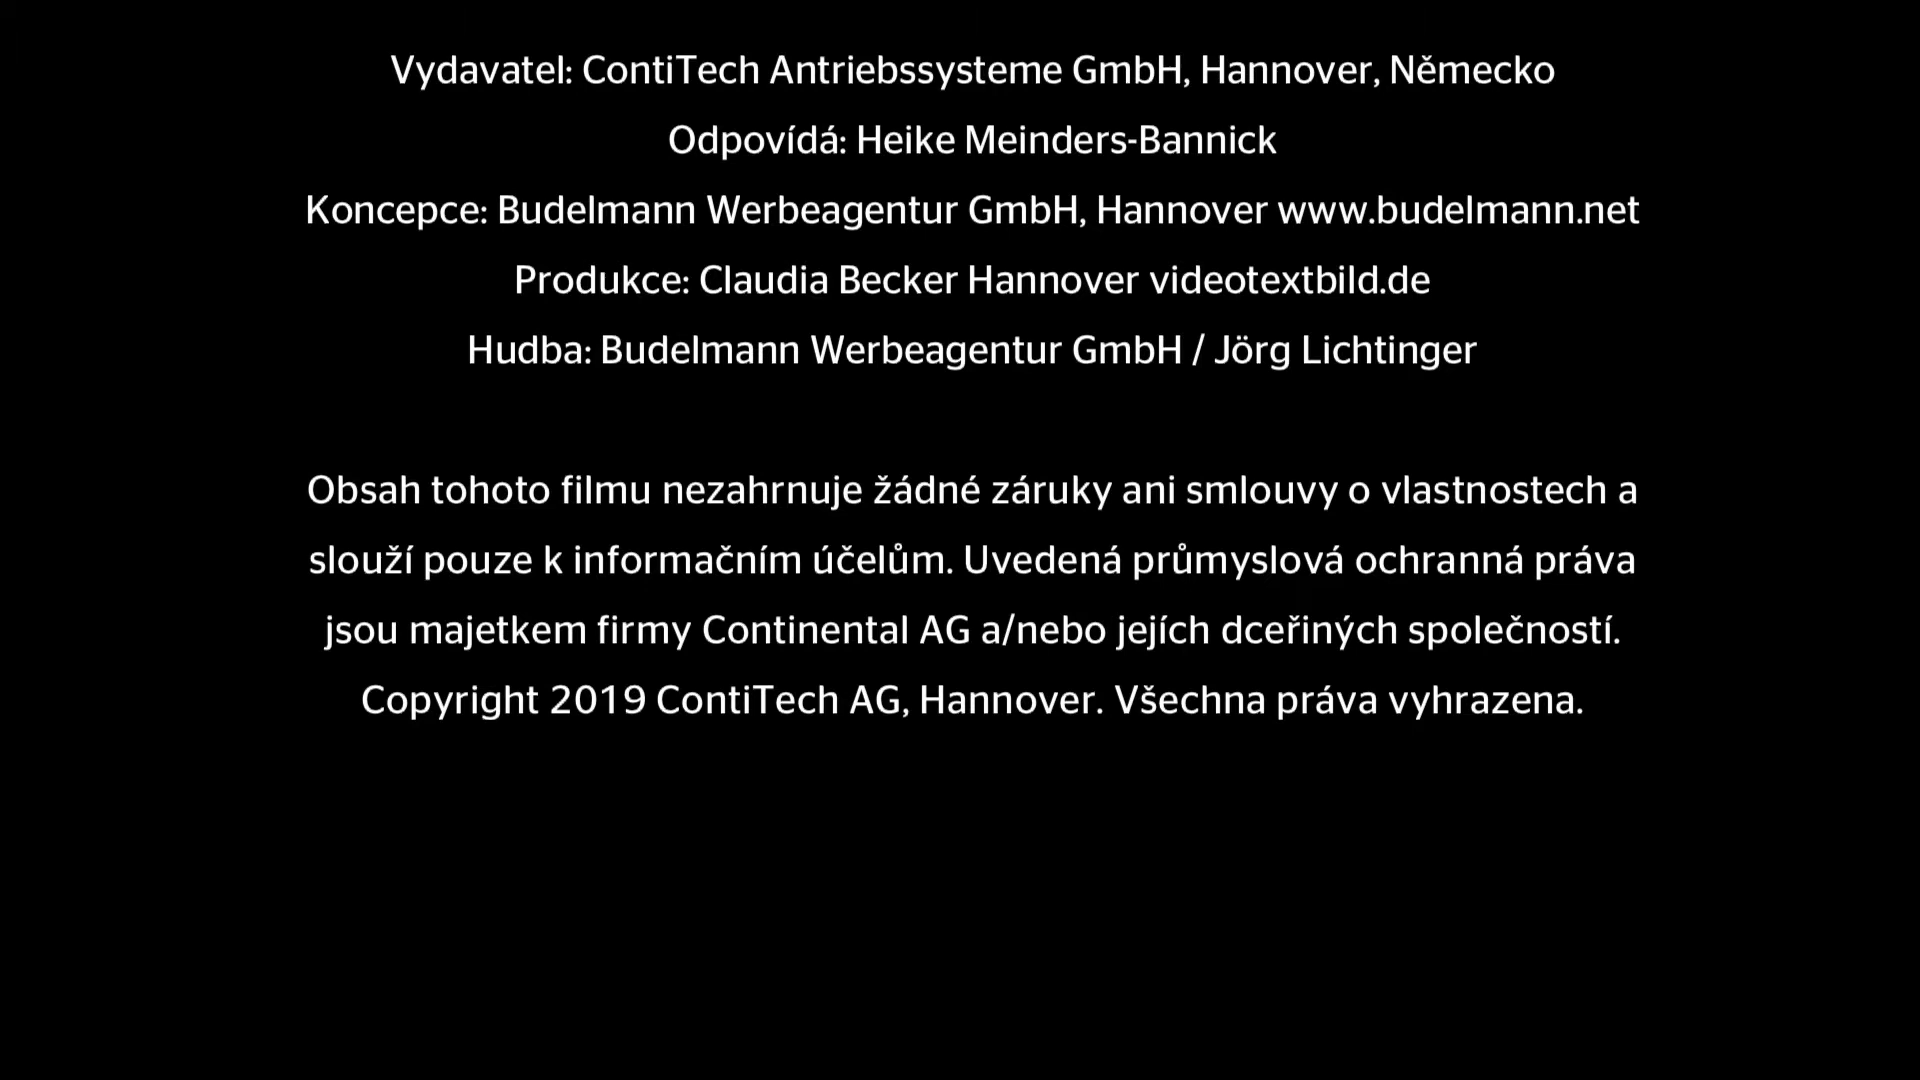 Vydavatel: ContiTech Antriebssysteme GmbH, Hannover, Německo
Odpovídá: Heike Meinders-Bannick
Koncepce: Budelmann Werbeagentur GmbH, Hannover www.budelmann.net
Produkce: Claudia Becker Hannover videotextbild.de
Hudba: Budelmann Werbeagentur GmbH / Jörg Lichtinger
Obsah tohoto filmu nezahrnuje žádné záruky ani smlouvy o vlastnostech a
slouží pouze k informačním účelům. Uvedená průmyslová ochranná práva
jsou majetkem firmy Continental AG a/nebo jejích dceřiných společností.
Copyright 2019 ContiTech AG, Hannover. Všechna práva vyhrazena.